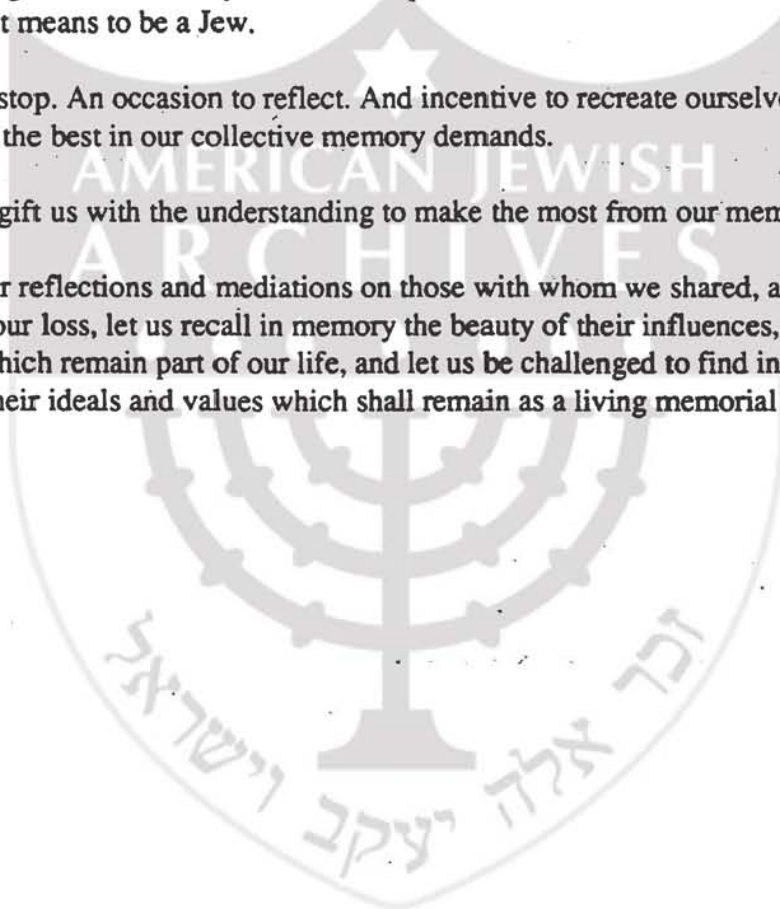 t means to be a Jew.
stop. An occasion to reflect. And incentive to recreate ourselve
the best in our collective memory demands.
AMERICAN JEWISH
gift us with the understanding to make the most from our mem
ARCHIVES
r reflections and mediations on those with whom we shared, a
our loss, let us recall in memory the beauty of their influences,
which remain part of our life, and let us be challenged to find in
heir ideals and values which shall remain as a living memorial
זכר אלה יעקב וישראל